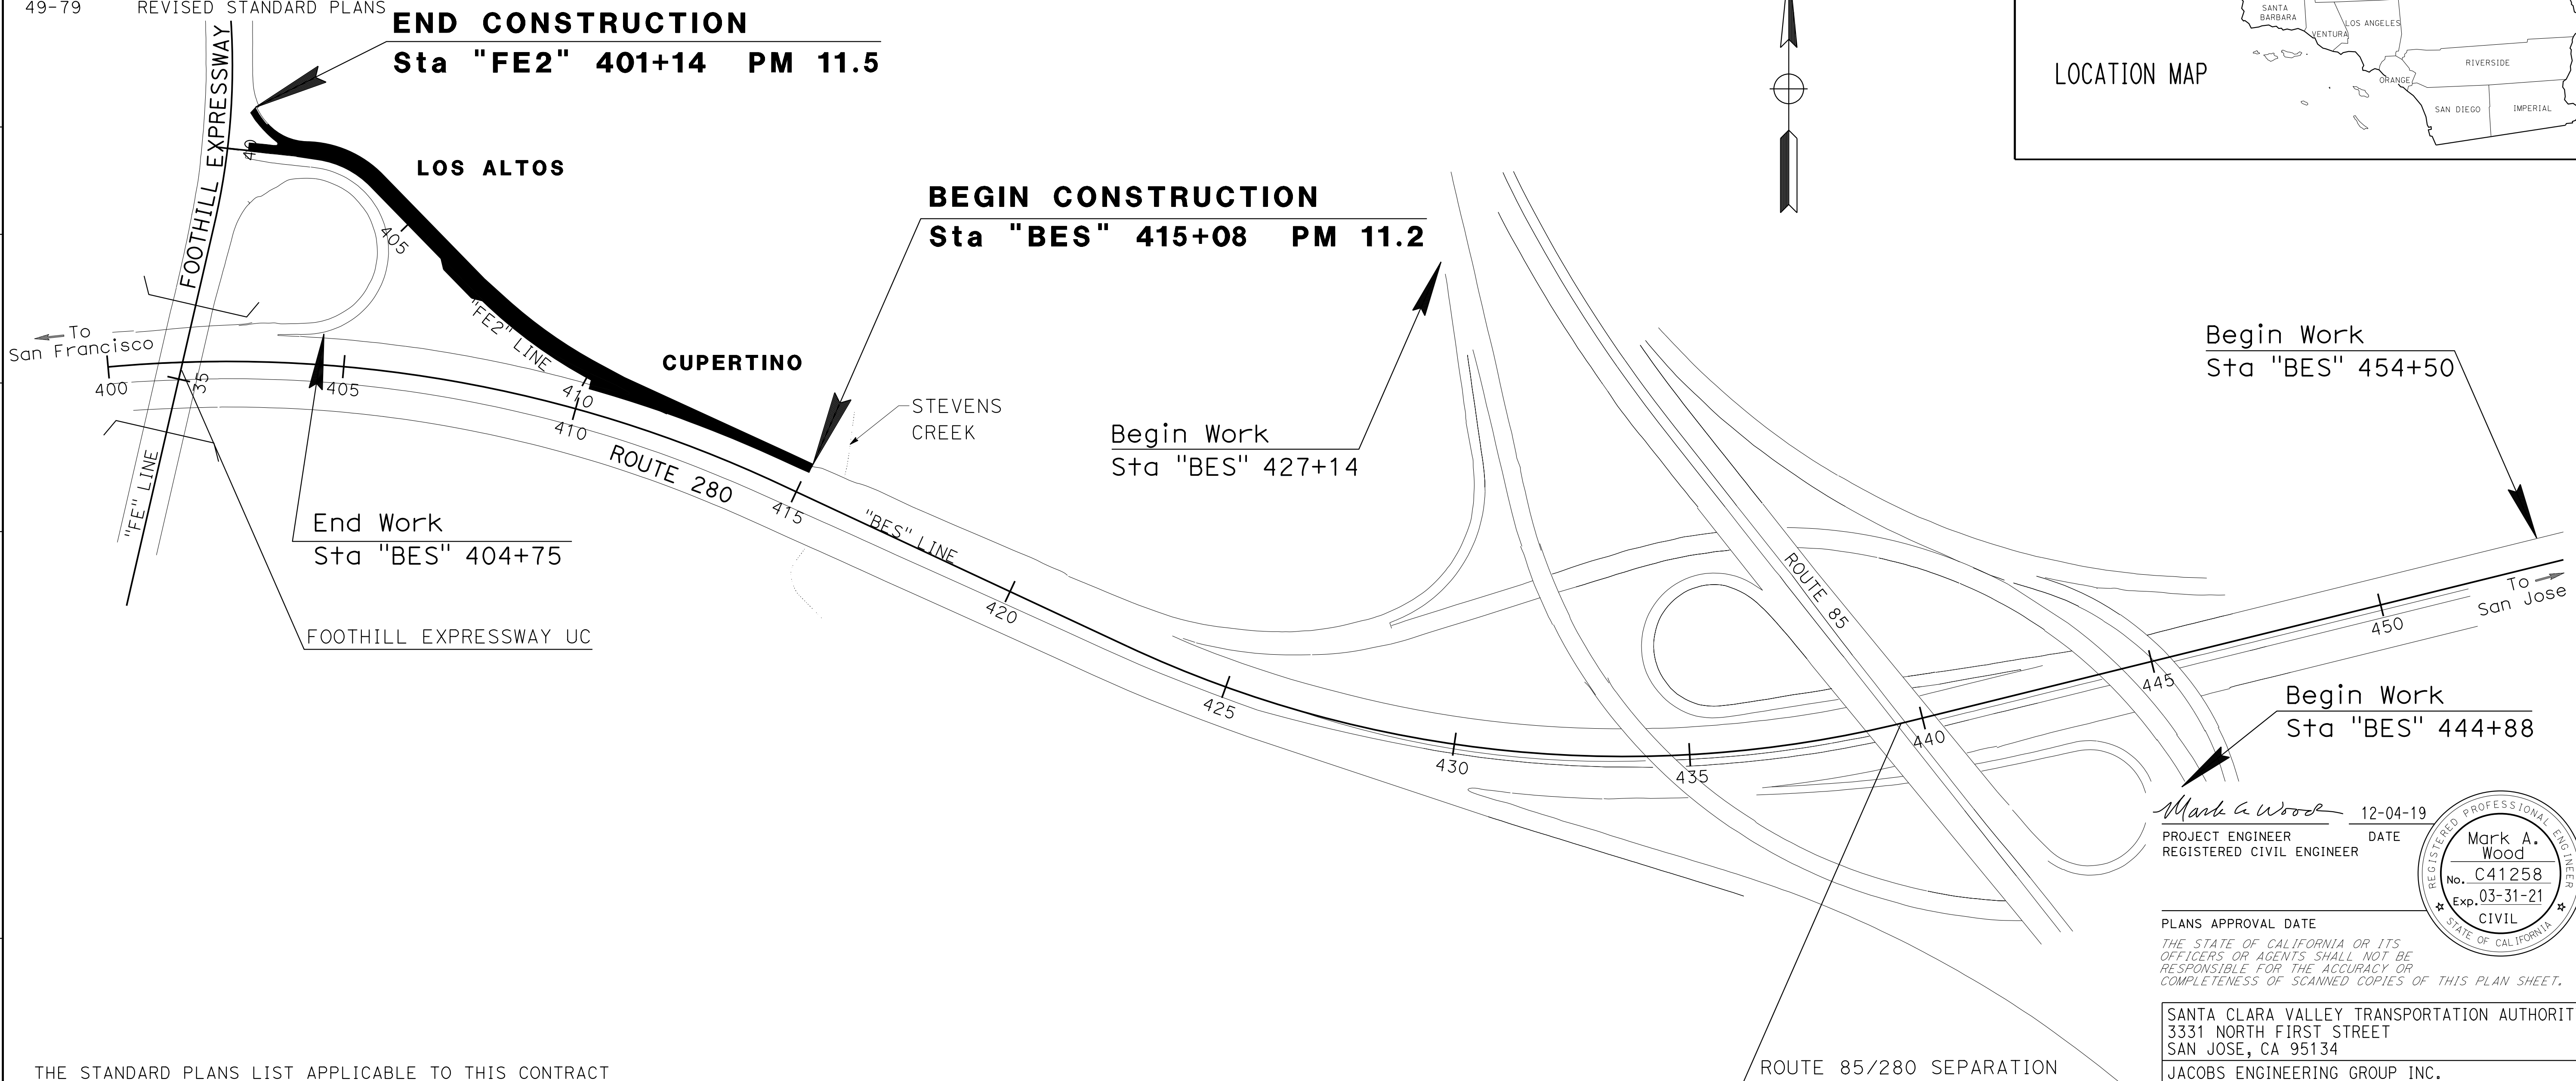 49-79 REVISED STANDARD PLANS
END CONSTRUCTION
Sta "FE2" 401+14 PM 11.5
SANTA
BARBARA
VENTURA
LOS ANGELES
ORANGE
RIVERSIDE
SAN DIEGO
IMPERIAL
LOCATION MAP
FOOTHILL EXPRESSWAY
FOOTHILL EXPRESSWAY
40
LOS ALTOS
405
"FE2" LINE
410
CUPERTINO
BEGIN CONSTRUCTION
Sta "BES" 415+08 PM 11.2
STEVENS
CREEK
Begin Work
Sta "BES" 427+14
Begin Work
Sta "BES" 454+50
To
San Francisco
400
35
405
410
ROUTE 280
415
"BES" LINE
420
425
430
435
440
445
450
ROUTE 85
To
San Jose
"FE" LINE
End Work
Sta "BES" 404+75
FOOTHILL EXPRESSWAY UC
Begin Work
Sta "BES" 444+88
Mark A Wood
12-04-19
PROJECT ENGINEER DATE
REGISTERED CIVIL ENGINEER
REGISTERED PROFESSIONAL ENGINEER
Mark A.
Wood
No. C41258
Exp. 03-31-21
CIVIL
STATE OF CALIFORNIA
PLANS APPROVAL DATE
THE STATE OF CALIFORNIA OR ITS
OFFICERS OR AGENTS SHALL NOT BE
RESPONSIBLE FOR THE ACCURACY OR
COMPLETENESS OF SCANNED COPIES OF THIS PLAN SHEET.
SANTA CLARA VALLEY TRANSPORTATION AUTHORIT
3331 NORTH FIRST STREET
SAN JOSE, CA 95134
JACOBS ENGINEERING GROUP INC.
ROUTE 85/280 SEPARATION
THE STANDARD PLANS LIST APPLICABLE TO THIS CONTRACT